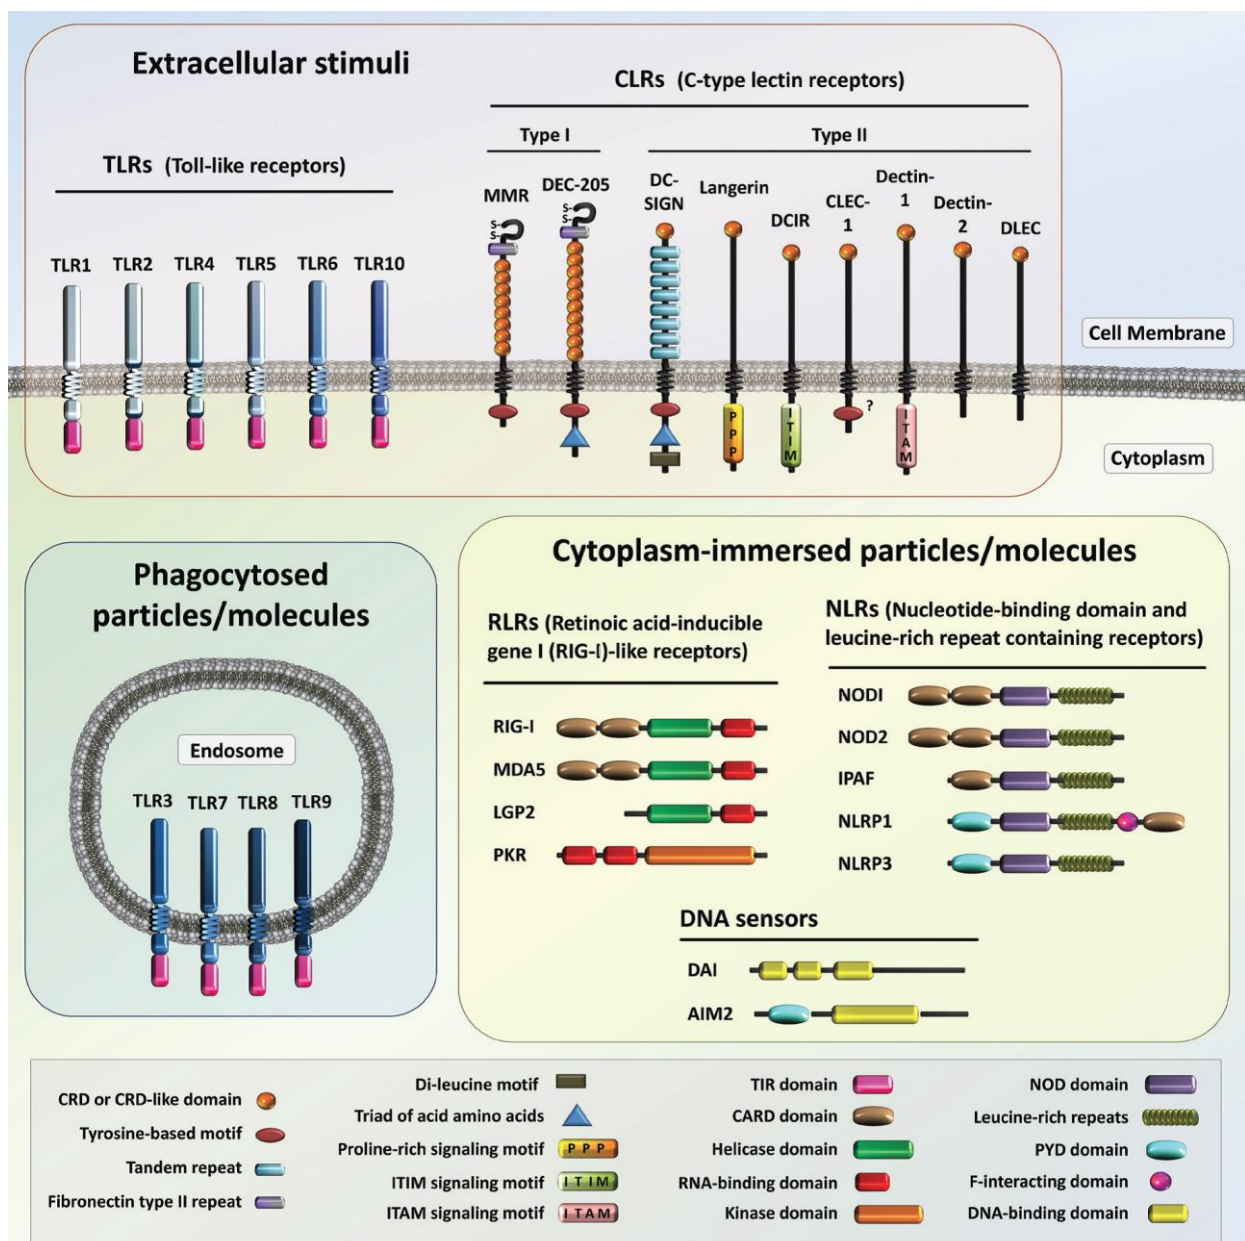 Extracellular stimuli
CLRs (C-type lectin receptors)
Type I
Type II
TLRs (Toll-like receptors)
MMR
DEC-205
DC-
SIGN
Langerin
DCIR
CLEC-
1
Dectin-
1
Dectin-
2
DLEC
S-
S-
S-
S-
TLR1
TLR2
TLR4
TLR5
TLR6
TLR10
Cell Membrane
?
P P P
I T I M
I T A M
Cytoplasm
Phagocytosed
particles/molecules
Endosome
TLR3
TLR7
TLR8
TLR9
Cytoplasm-immersed particles/molecules
RLRs (Retinoic acid-inducible
gene I (RIG-I)-like receptors)
RIG-I
MDA5
LGP2
PKR
NLRs (Nucleotide-binding domain and
leucine-rich repeat containing receptors)
NODI
NOD2
IPAF
NLRP1
NLRP3
DNA sensors
DAI
AIM2
CRD or CRD-like domain
Tyrosine-based motif
Tandem repeat
Fibronectin type II repeat
Di-leucine motif
Triad of acid amino acids
Proline-rich signaling motif P P P
ITIM signaling motif I T I M
ITAM signaling motif I T A M
TIR domain
CARD domain
Helicase domain
RNA-binding domain
Kinase domain
NOD domain
Leucine-rich repeats
PYD domain
F-interacting domain
DNA-binding domain